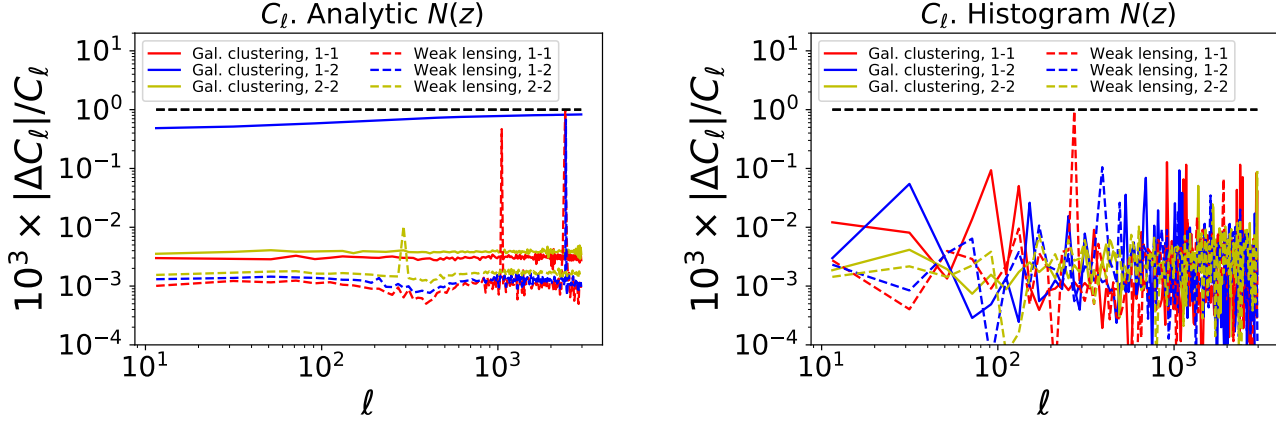 Cℓ. Analytic N(z)
10³ × |ΔCℓ|/Cℓ
10¹
10⁰
10⁻¹
10⁻²
10⁻³
10⁻⁴
Gal. clustering, 1-1
Gal. clustering, 1-2
Gal. clustering, 2-2
Weak lensing, 1-1
Weak lensing, 1-2
Weak lensing, 2-2
10¹ 10² 10³
ℓ
Cℓ. Histogram N(z)
10³ × |ΔCℓ|/Cℓ
10¹
10⁰
10⁻¹
10⁻²
10⁻³
10⁻⁴
Gal. clustering, 1-1
Gal. clustering, 1-2
Gal. clustering, 2-2
Weak lensing, 1-1
Weak lensing, 1-2
Weak lensing, 2-2
10¹ 10² 10³
ℓ